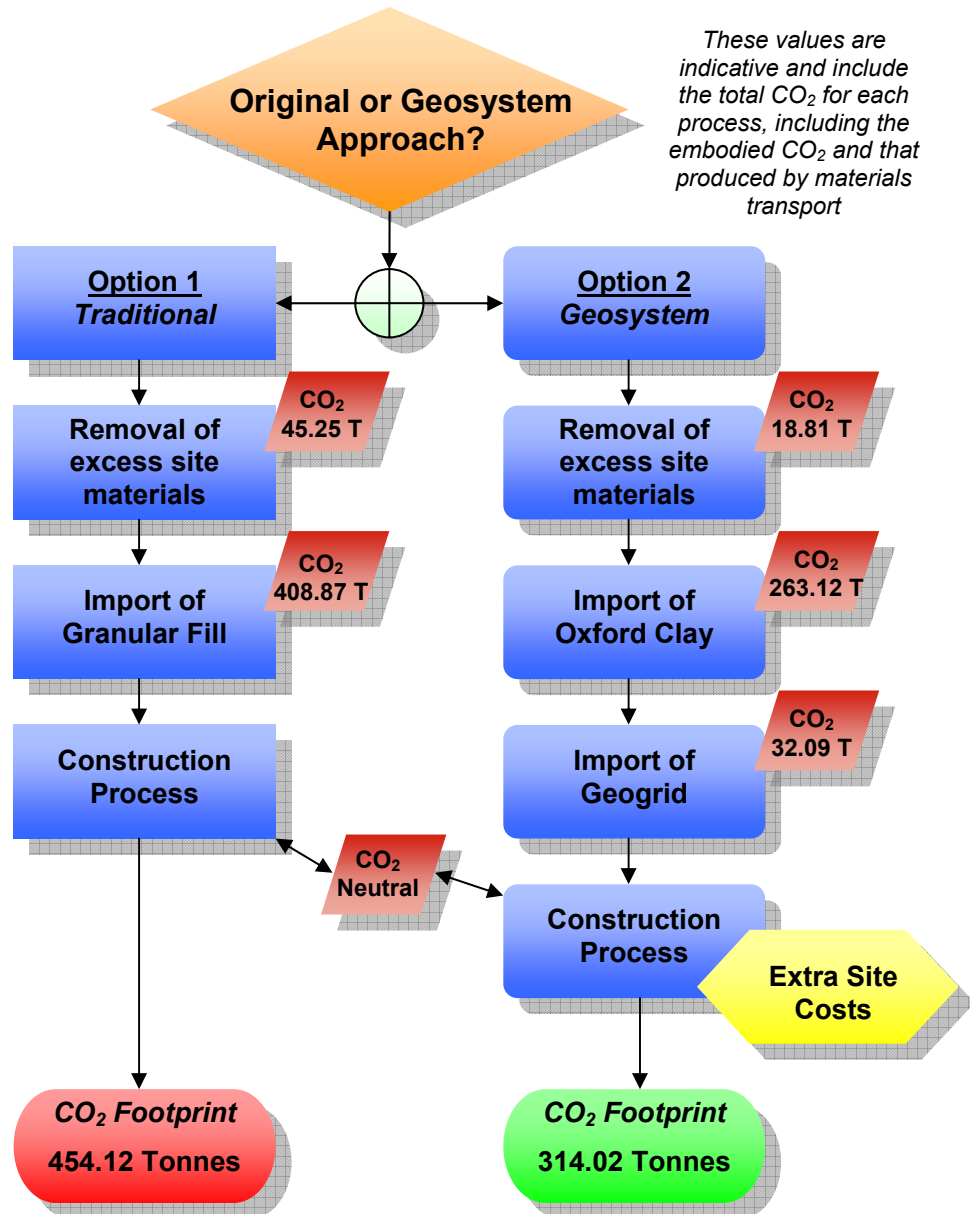 Original or Geosystem
Approach?
These values are
indicative and include
the total CO₂ for each
process, including the
embodied CO₂ and that
produced by materials
transport
Option 1
Traditional
Option 2
Geosystem
Removal of
excess site
materials
CO₂
45.25 T
Removal of
excess site
materials
CO₂
18.81 T
Import of
Granular Fill
CO₂
408.87 T
Import of
Oxford Clay
CO₂
263.12 T
Construction
Process
Import of
Geogrid
CO₂
32.09 T
CO₂
Neutral
Construction
Process
Extra Site
Costs
CO₂ Footprint
454.12 Tonnes
CO₂ Footprint
314.02 Tonnes